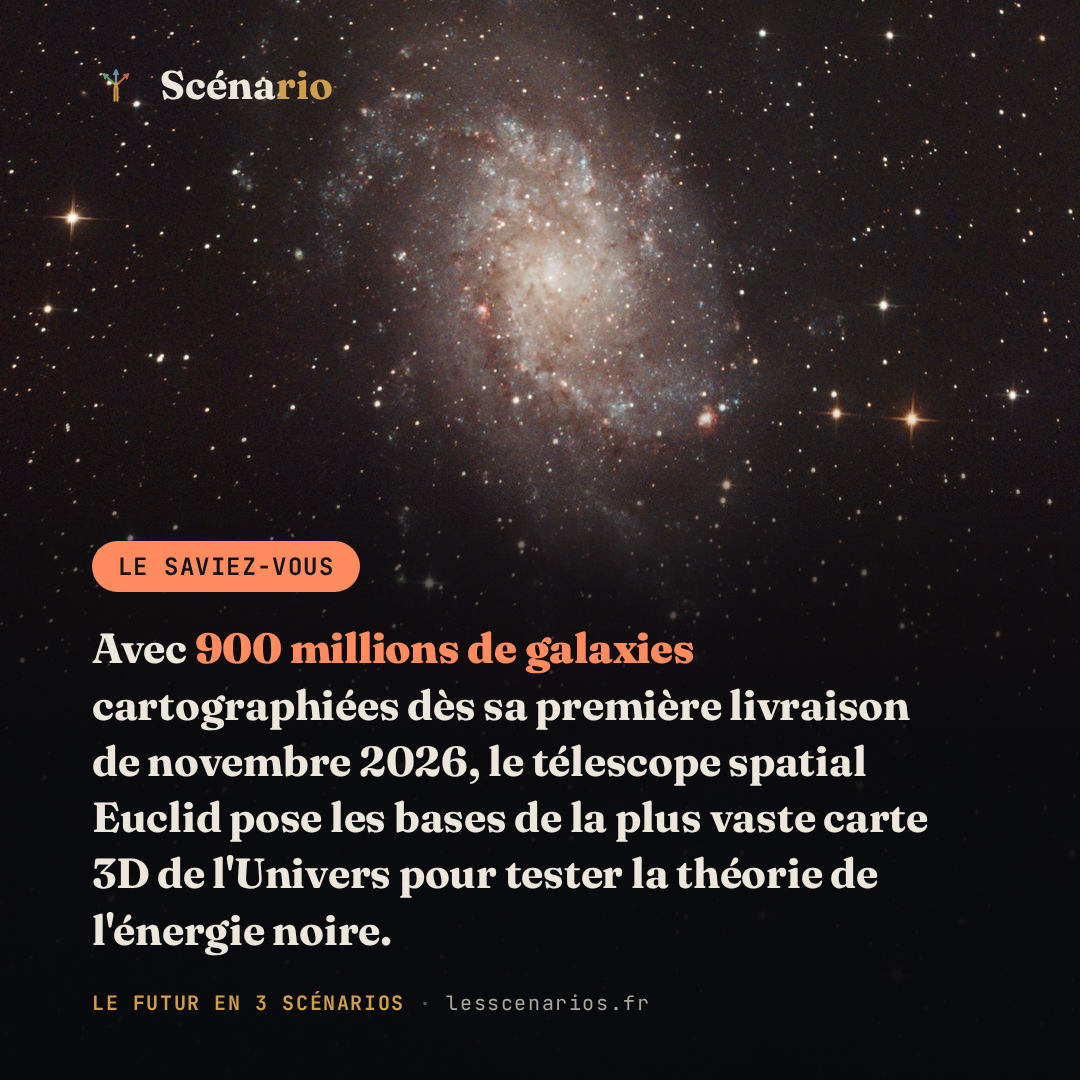 Scénario
LE SAVIEZ-VOUS
Avec 900 millions de galaxies
cartographiées dès sa première livraison
de novembre 2026, le télescope spatial
Euclid pose les bases de la plus vaste carte
3D de l'Univers pour tester la théorie de
l'énergie noire.
LE FUTUR EN 3 SCÉNARIOS · lesscenarios.fr